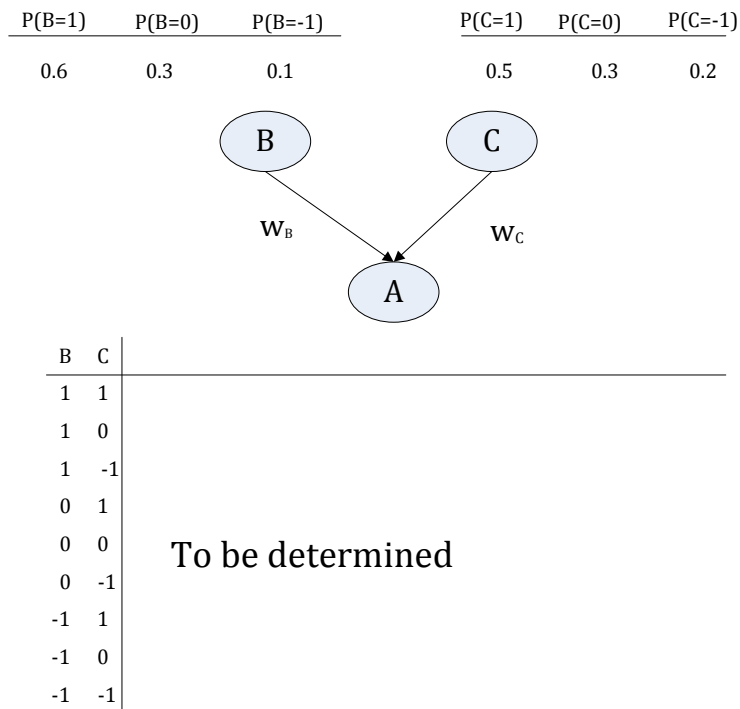 P(B=1) P(B=0) P(B=-1) P(C=1) P(C=0) P(C=-1)
0.6 0.3 0.1 0.5 0.3 0.2
B C
w_B w_C
A
B C
1 1
1 0
1 -1
0 1
0 0
To be determined
0 -1
-1 1
-1 0
-1 -1